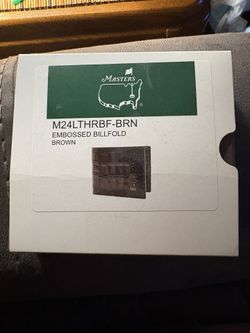 MASTERS
M24LTHRBF-BRN
EMBOSSED BILLFOLD
BROWN